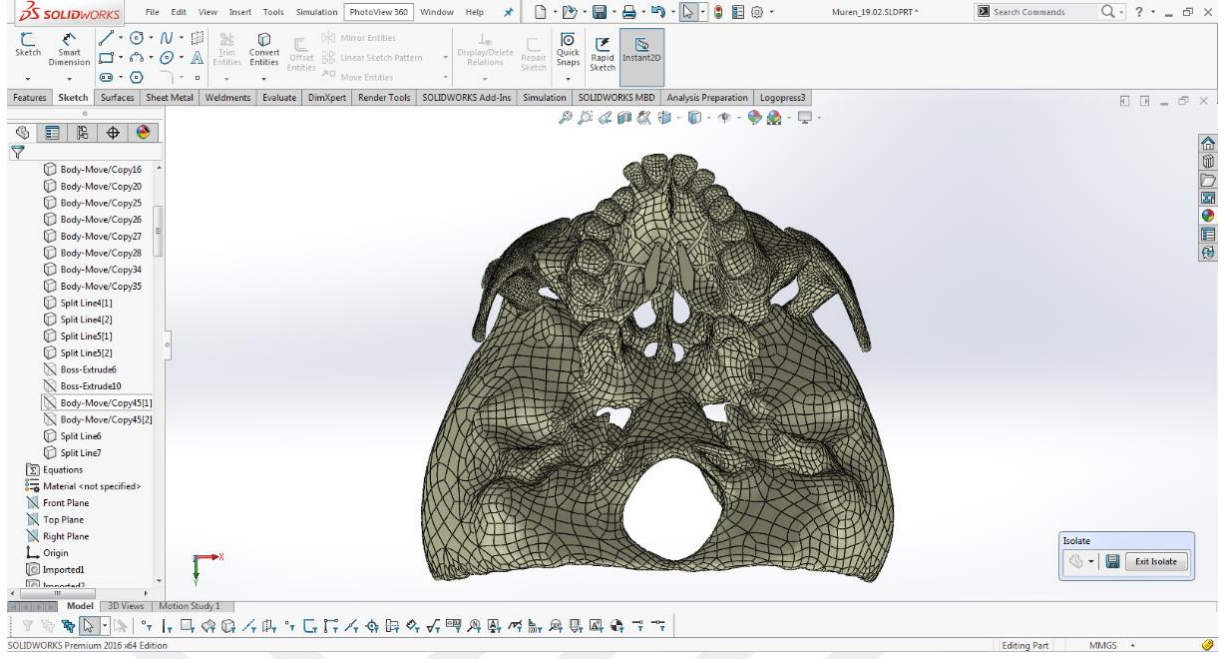 SOLIDWORKS File Edit View Insert Tools Simulation PhotoView 360 Window Help Muren_19.02.SLDPRT * Search Commands
Sketch Smart Dimension Trim Entities Convert Entities Offset Entities Mirror Entities Linear Sketch Pattern Move Entities Display/Delete Relations Repair Sketch Quick Snaps Rapid Sketch Instant2D
Features Sketch Surfaces Sheet Metal Weldments Evaluate DimXpert Render Tools SOLIDWORKS Add-Ins Simulation SOLIDWORKS MBD Analysis Preparation Logopress3
Body-Move/Copy16
Body-Move/Copy20
Body-Move/Copy25
Body-Move/Copy26
Body-Move/Copy27
Body-Move/Copy28
Body-Move/Copy34
Body-Move/Copy35
Split Line4[1]
Split Line4[2]
Split Line5[1]
Split Line5[2]
Boss-Extrude6
Boss-Extrude10
Body-Move/Copy45[1]
Body-Move/Copy45[2]
Split Line6
Split Line7
Equations
Material <not specified>
Front Plane
Top Plane
Right Plane
Origin
Imported1
Imported2
X
Y
Isolate
Exit Isolate
Model 3D Views Motion Study 1
SOLIDWORKS Premium 2016 x64 Edition Editing Part MMGS